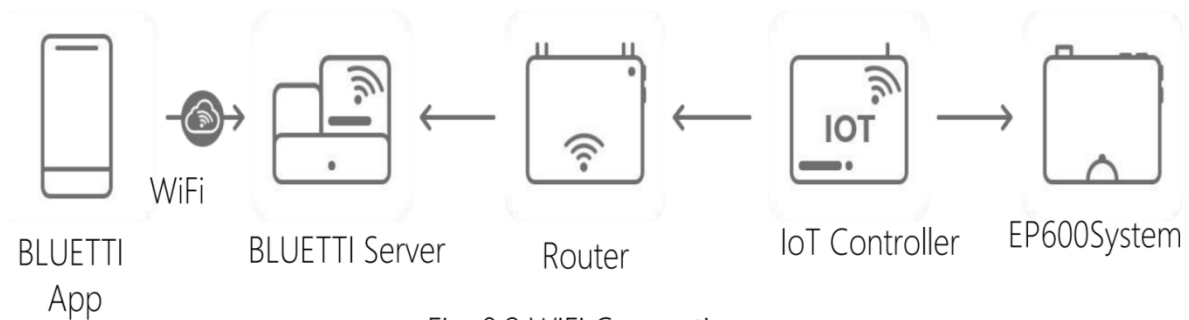 IOT
WiFi
BLUETTI
App
BLUETTI Server
Router
IoT Controller
EP600System